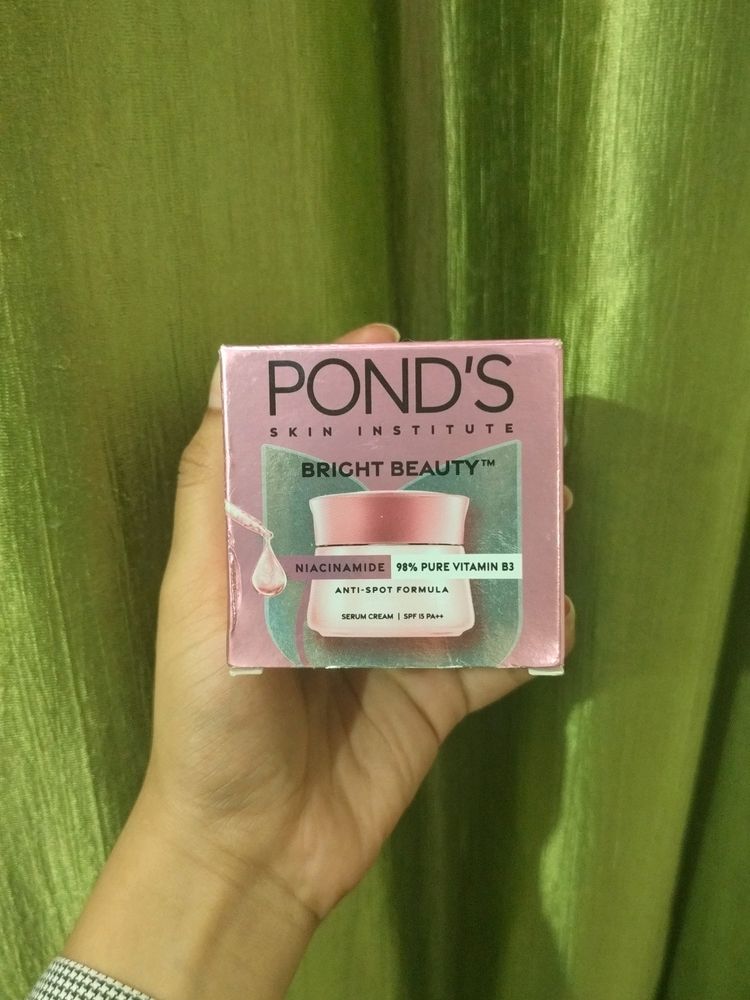 POND'S
SKIN INSTITUTE
BRIGHT BEAUTY™
NIACINAMIDE 98% PURE VITAMIN B3
ANTI-SPOT FORMULA
SERUM CREAM | SPF 15 PA++